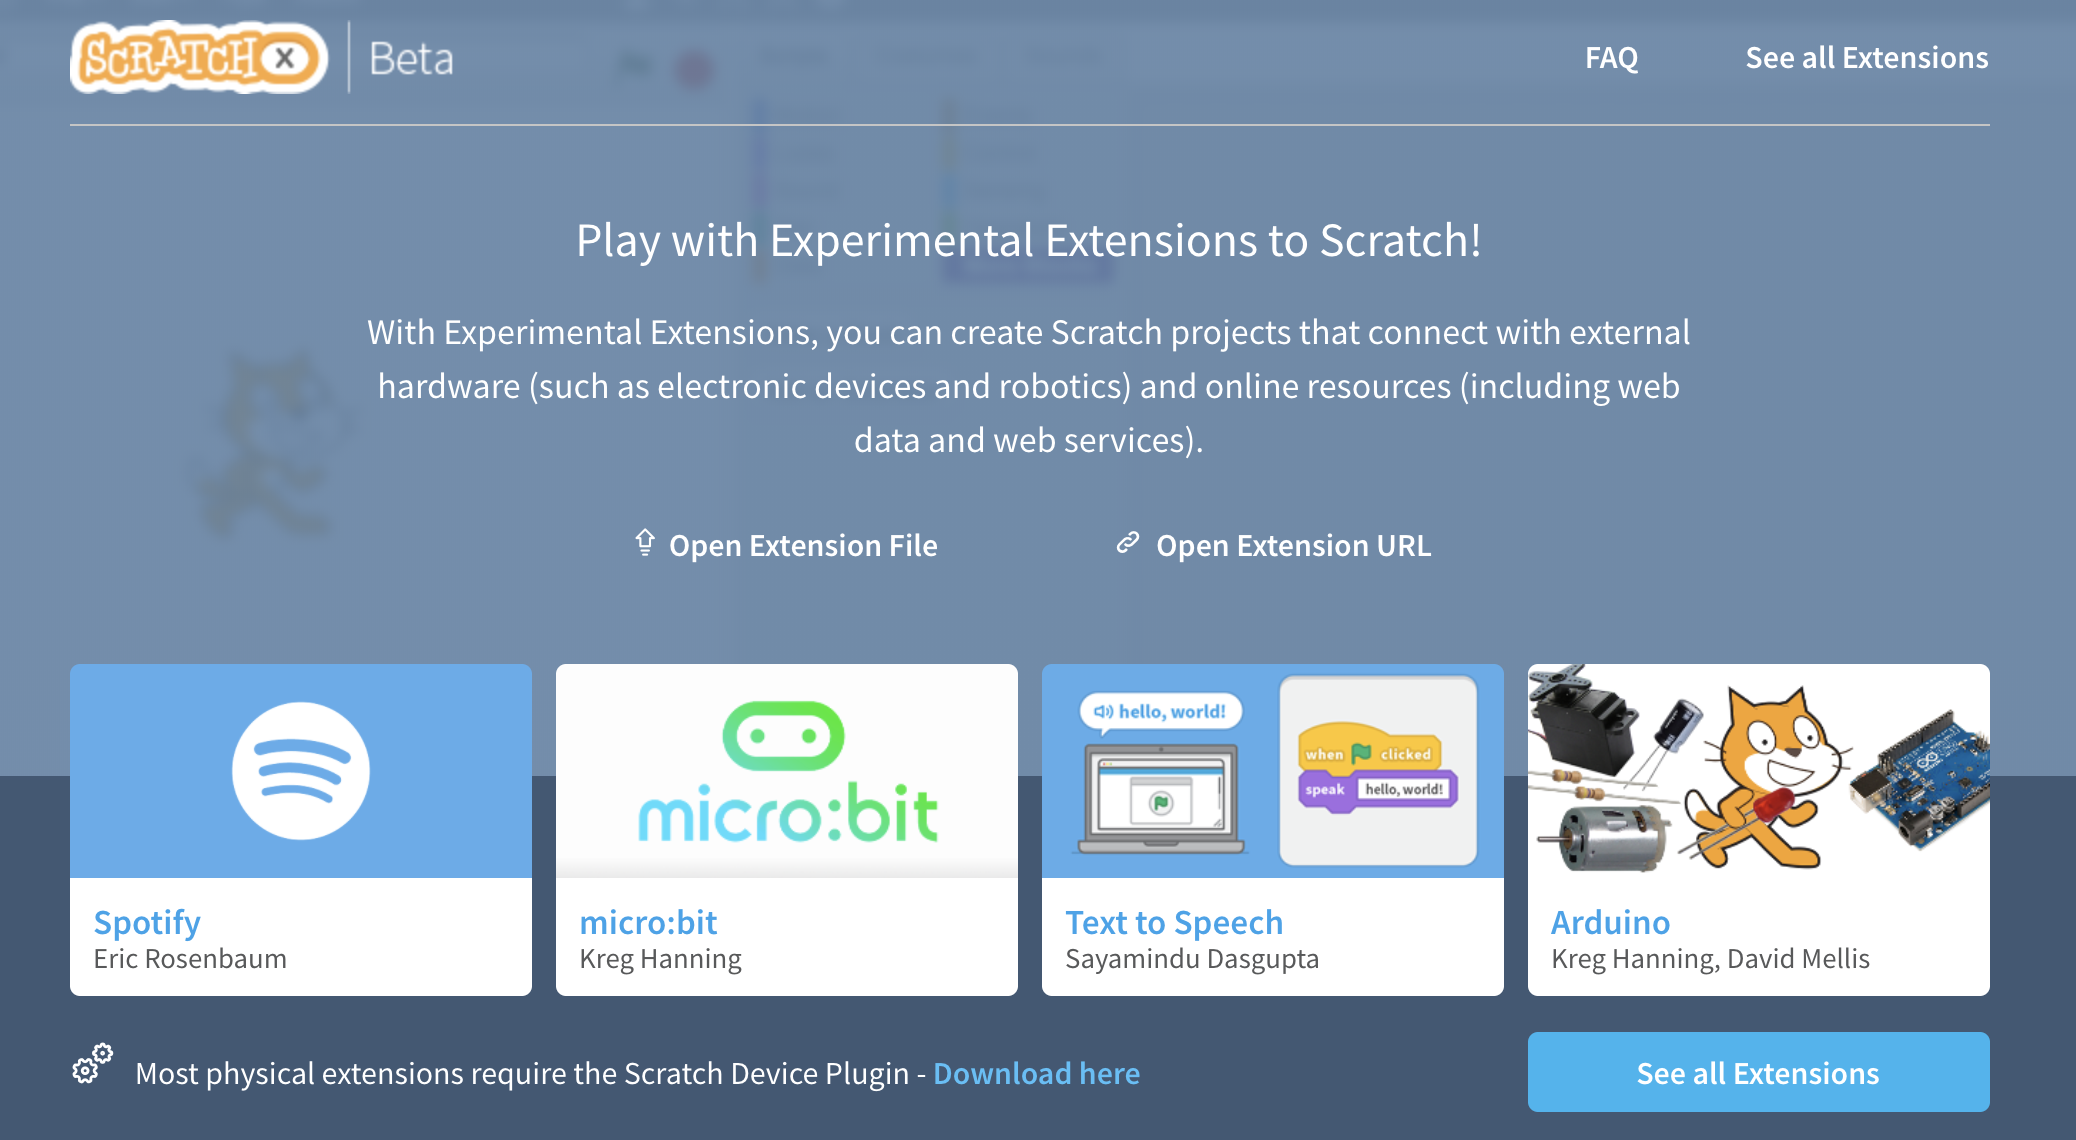 SCRATCH X Beta
FAQ
See all Extensions
Play with Experimental Extensions to Scratch!
With Experimental Extensions, you can create Scratch projects that connect with external
hardware (such as electronic devices and robotics) and online resources (including web
data and web services).
Open Extension File
Open Extension URL
micro:bit
hello, world!
when clicked
speak hello, world!
Spotify
Eric Rosenbaum
micro:bit
Kreg Hanning
Text to Speech
Sayamindu Dasgupta
Arduino
Kreg Hanning, David Mellis
Most physical extensions require the Scratch Device Plugin - Download here
See all Extensions